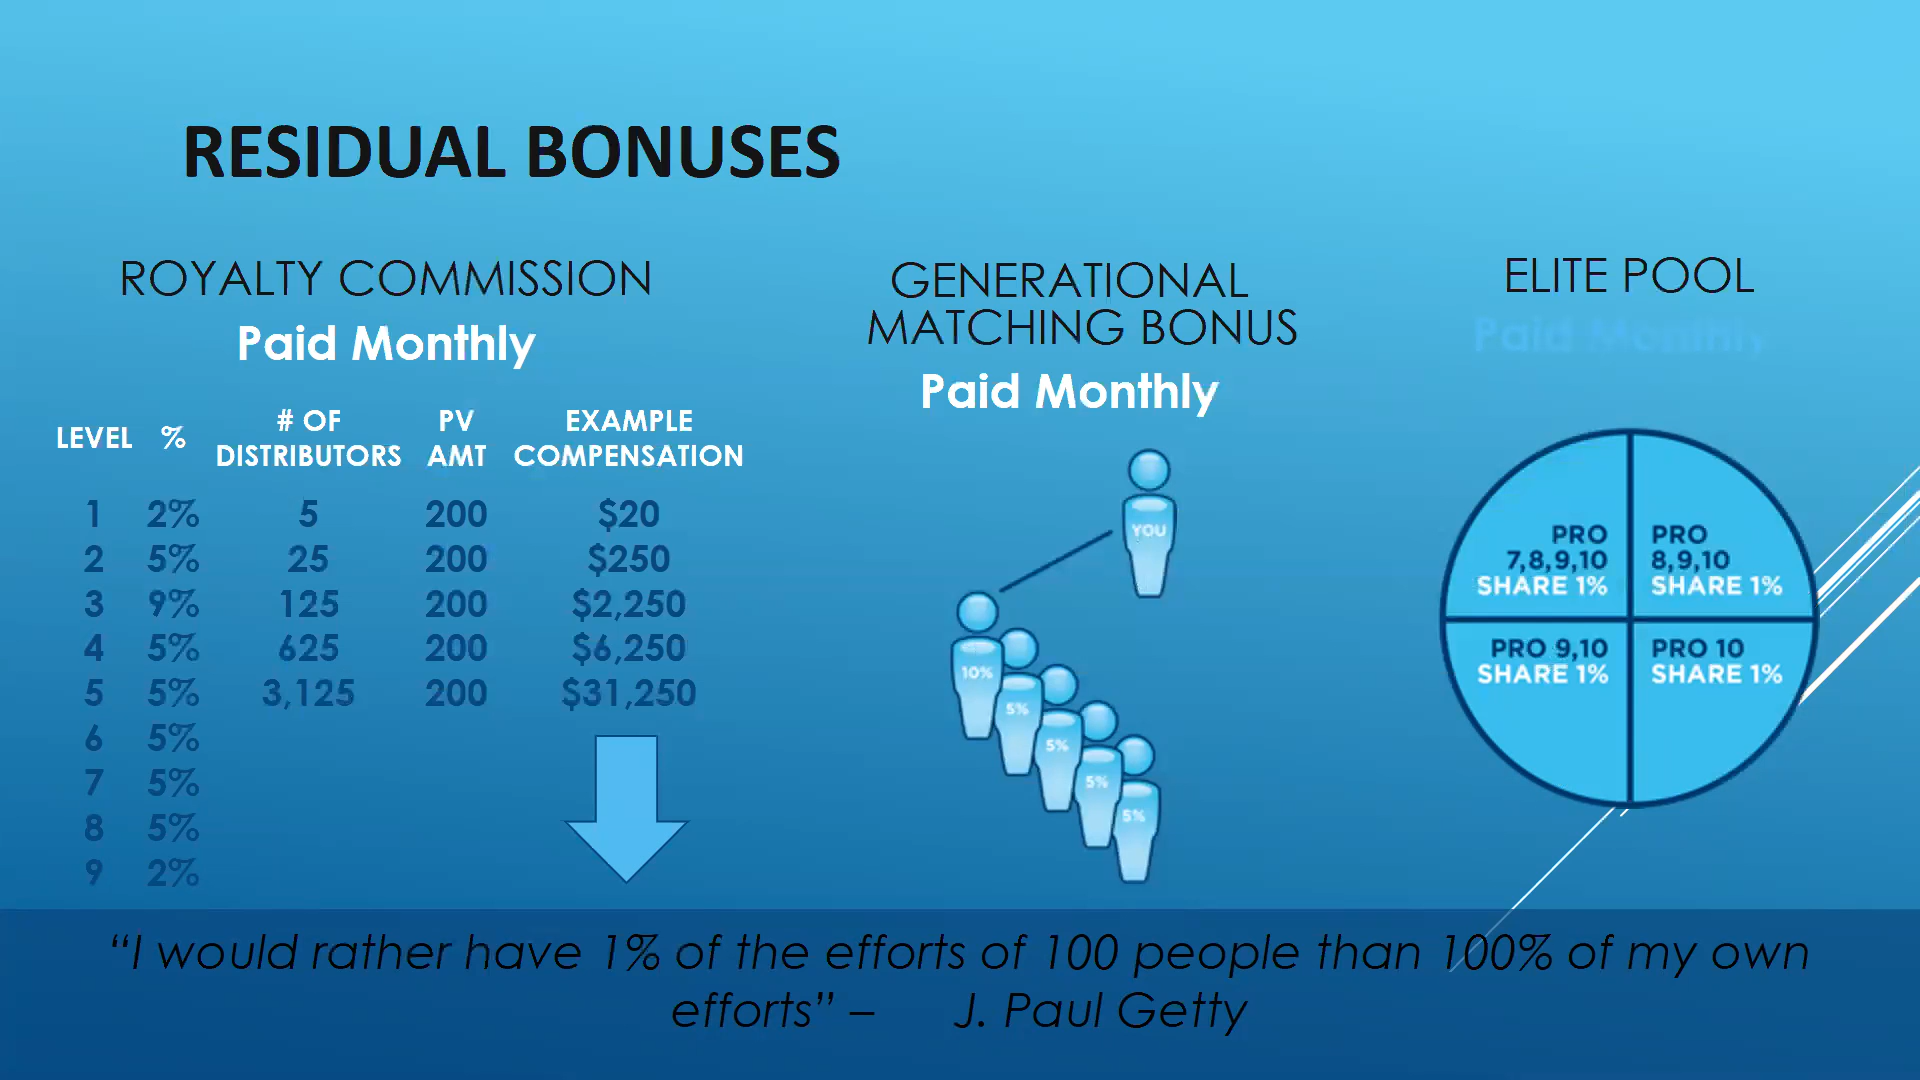 RESIDUAL BONUSES
ROYALTY COMMISSION
Paid Monthly
LEVEL % # OF DISTRIBUTORS PV AMT EXAMPLE COMPENSATION
1 2% 5 200 $20
2 5% 25 200 $250
3 9% 125 200 $2,250
4 5% 625 200 $6,250
5 5% 3,125 200 $31,250
6 5%
7 5%
8 5%
9 2%
GENERATIONAL
MATCHING BONUS
Paid Monthly
YOU
10%
5%
5%
5%
5%
ELITE POOL
Paid Monthly
PRO
7,8,9,10
SHARE 1%
PRO
8,9,10
SHARE 1%
PRO 9,10
SHARE 1%
PRO 10
SHARE 1%
“I would rather have 1% of the efforts of 100 people than 100% of my own
efforts” – J. Paul Getty